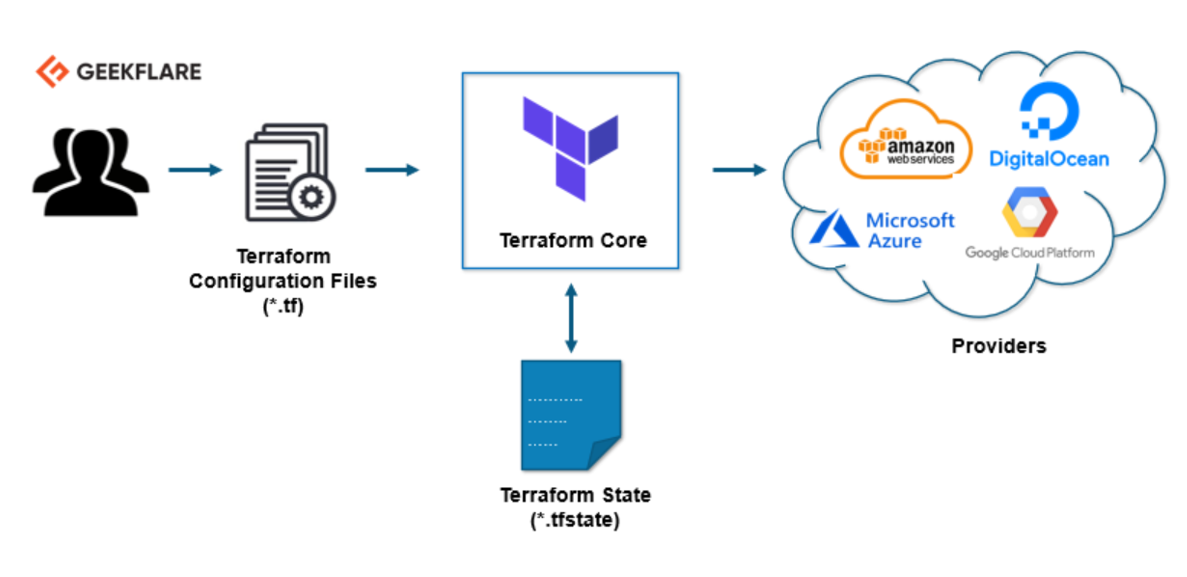 GEEKFLARE
Terraform
Configuration Files
(*.tf)
Terraform Core
Terraform State
(*.tfstate)
amazon
web services
DigitalOcean
Microsoft
Azure
Google Cloud Platform
Providers